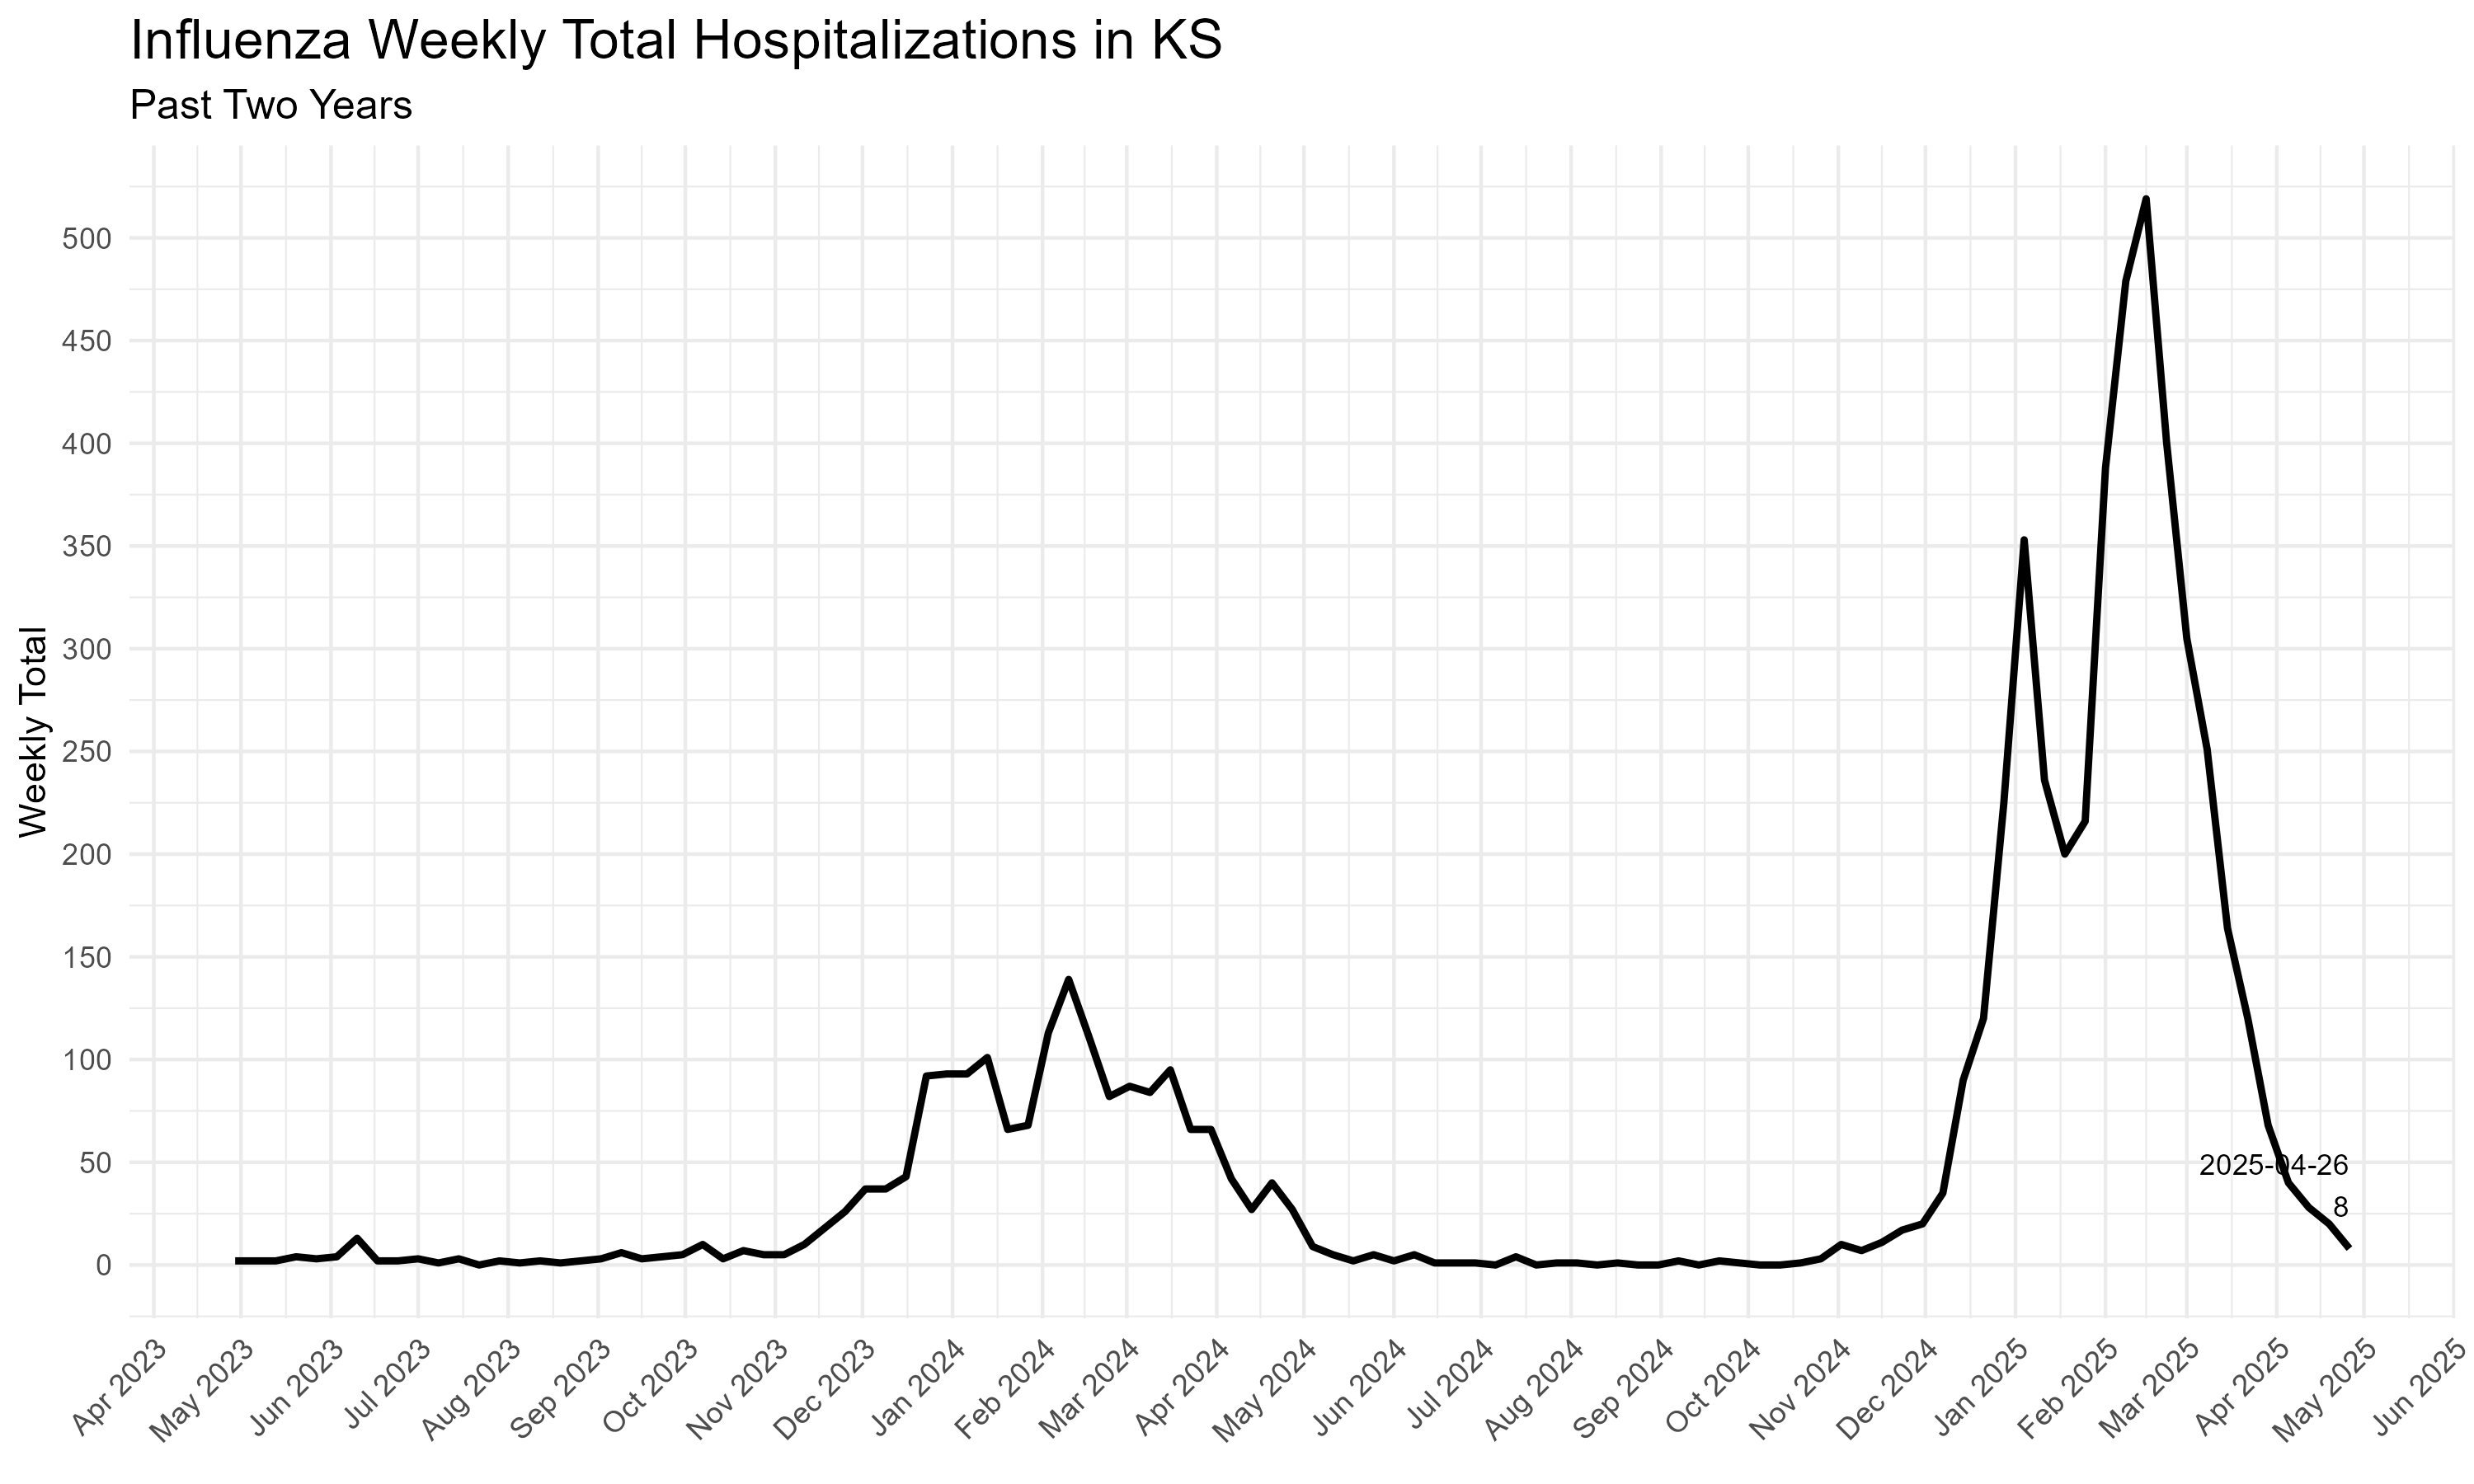 Influenza Weekly Total Hospitalizations in KS
Past Two Years
Weekly Total
500
450
400
350
300
250
200
150
100
50
0
2025-04-26
8
Apr 2023
May 2023
Jun 2023
Jul 2023
Aug 2023
Sep 2023
Oct 2023
Nov 2023
Dec 2023
Jan 2024
Feb 2024
Mar 2024
Apr 2024
May 2024
Jun 2024
Jul 2024
Aug 2024
Sep 2024
Oct 2024
Nov 2024
Dec 2024
Jan 2025
Feb 2025
Mar 2025
Apr 2025
May 2025
Jun 2025